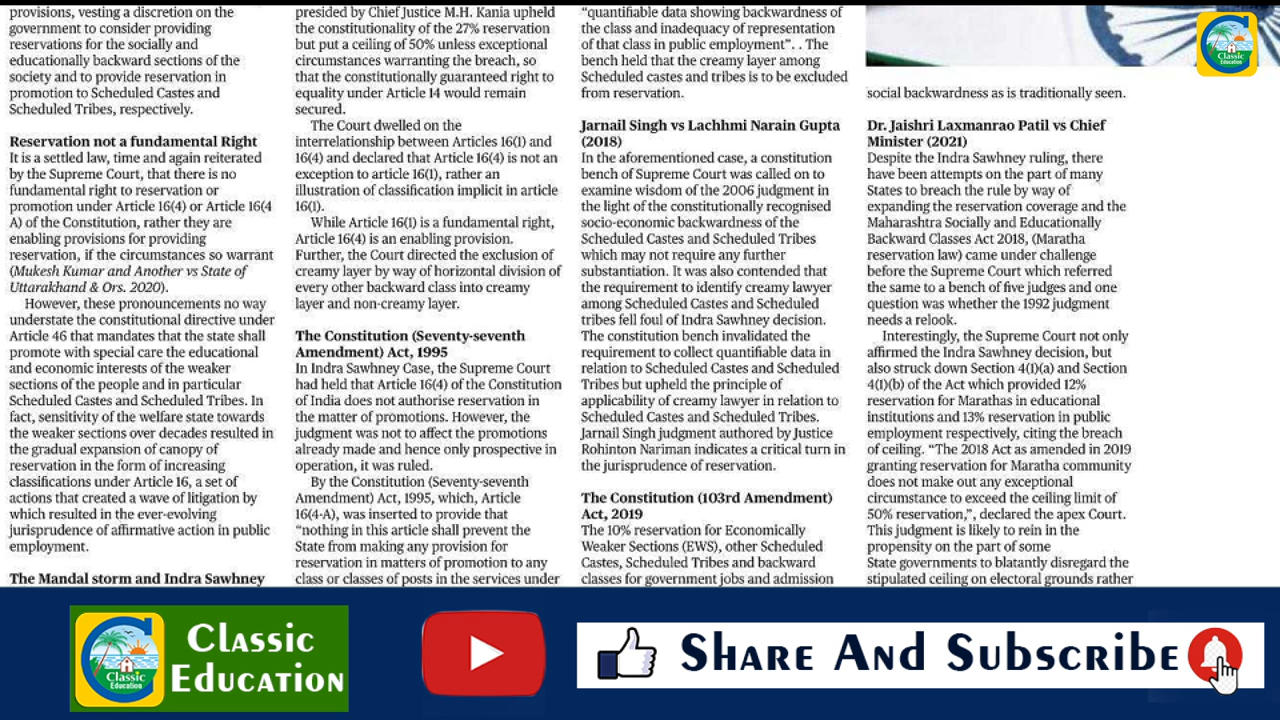 provisions, vesting a discretion on the
government to consider providing
reservations for the socially and
educationally backward sections of the
society and to provide reservation in
promotion to Scheduled Castes and
Scheduled Tribes, respectively.
Reservation not a fundamental Right
It is a settled law, time and again reiterated
by the Supreme Court, that there is no
fundamental right to reservation or
promotion under Article 16(4) or Article 16(4
A) of the Constitution, rather they are
enabling provisions for providing
reservation, if the circumstances so warrant
(Mukesh Kumar and Another vs State of
Uttarakhand & Ors. 2020).
However, these pronouncements no way
understate the constitutional directive under
Article 46 that mandates that the state shall
promote with special care the educational
and economic interests of the weaker
sections of the people and in particular
Scheduled Castes and Scheduled Tribes. In
fact, sensitivity of the welfare state towards
the weaker sections over decades resulted in
the gradual expansion of canopy of
reservation in the form of increasing
classifications under Article 16, a set of
actions that created a wave of litigation by
which resulted in the ever-evolving
jurisprudence of affirmative action in public
employment.
The Mandal storm and Indra Sawhney
presided by Chief Justice M.H. Kania upheld
the constitutionality of the 27% reservation
but put a ceiling of 50% unless exceptional
circumstances warranting the breach, so
that the constitutionally guaranteed right to
equality under Article 14 would remain
secured.
The Court dwelled on the
interrelationship between Articles 16(1) and
16(4) and declared that Article 16(4) is not an
exception to article 16(1), rather an
illustration of classification implicit in article
16(1).
While Article 16(1) is a fundamental right,
Article 16(4) is an enabling provision.
Further, the Court directed the exclusion of
creamy layer by way of horizontal division of
every other backward class into creamy
layer and non-creamy layer.
The Constitution (Seventy-seventh
Amendment) Act, 1995
In Indra Sawhney Case, the Supreme Court
had held that Article 16(4) of the Constitution
of India does not authorise reservation in
the matter of promotions. However, the
judgment was not to affect the promotions
already made and hence only prospective in
operation, it was ruled.
By the Constitution (Seventy-seventh
Amendment) Act, 1995, which, Article
16(4-A), was inserted to provide that
“nothing in this article shall prevent the
State from making any provision for
reservation in matters of promotion to any
class or classes of posts in the services under
“quantifiable data showing backwardness of
the class and inadequacy of representation
of that class in public employment”. . The
bench held that the creamy layer among
Scheduled castes and tribes is to be excluded
from reservation.
Jarnail Singh vs Lachhmi Narain Gupta
(2018)
In the aforementioned case, a constitution
bench of Supreme Court was called on to
examine wisdom of the 2006 judgment in
the light of the constitutionally recognised
socio-economic backwardness of the
Scheduled Castes and Scheduled Tribes
which may not require any further
substantiation. It was also contended that
the requirement to identify creamy lawyer
among Scheduled Castes and Scheduled
tribes fell foul of Indra Sawhney decision.
The constitution bench invalidated the
requirement to collect quantifiable data in
relation to Scheduled Castes and Scheduled
Tribes but upheld the principle of
applicability of creamy lawyer in relation to
Scheduled Castes and Scheduled Tribes.
Jarnail Singh judgment authored by Justice
Rohinton Nariman indicates a critical turn in
the jurisprudence of reservation.
The Constitution (103rd Amendment)
Act, 2019
The 10% reservation for Economically
Weaker Sections (EWS), other Scheduled
Castes, Scheduled Tribes and backward
classes for government jobs and admission
Classic
Education
social backwardness as is traditionally seen.
Dr. Jaishri Laxmanrao Patil vs Chief
Minister (2021)
Despite the Indra Sawhney ruling, there
have been attempts on the part of many
States to breach the rule by way of
expanding the reservation coverage and the
Maharashtra Socially and Educationally
Backward Classes Act 2018, (Maratha
reservation law) came under challenge
before the Supreme Court which referred
the same to a bench of five judges and one
question was whether the 1992 judgment
needs a relook.
Interestingly, the Supreme Court not only
affirmed the Indra Sawhney decision, but
also struck down Section 4(1)(a) and Section
4(1)(b) of the Act which provided 12%
reservation for Marathas in educational
institutions and 13% reservation in public
employment respectively, citing the breach
of ceiling. “The 2018 Act as amended in 2019
granting reservation for Maratha community
does not make out any exceptional
circumstance to exceed the ceiling limit of
50% reservation,”, declared the apex Court.
This judgment is likely to rein in the
propensity on the part of some
State governments to blatantly disregard the
stipulated ceiling on electoral grounds rather
Classic
Education
Classic
Education
Share And Subscribe